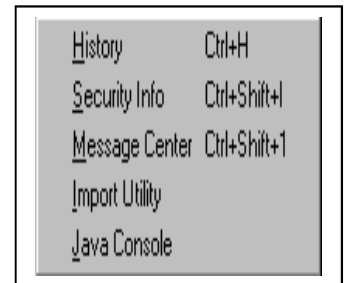 History Ctrl+H
Security Info Ctrl+Shift+I
Message Center Ctrl+Shift+1
Import Utility
Java Console